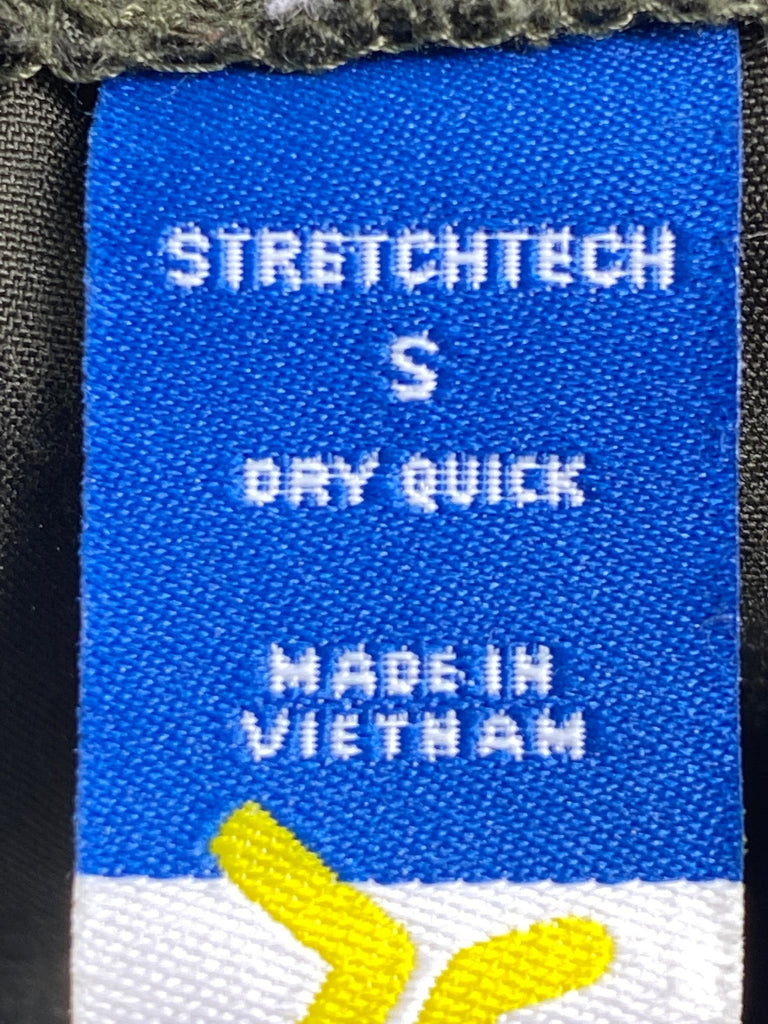 STRETCHTECH
S
DRY QUICK
MADE IN
VIETNAM